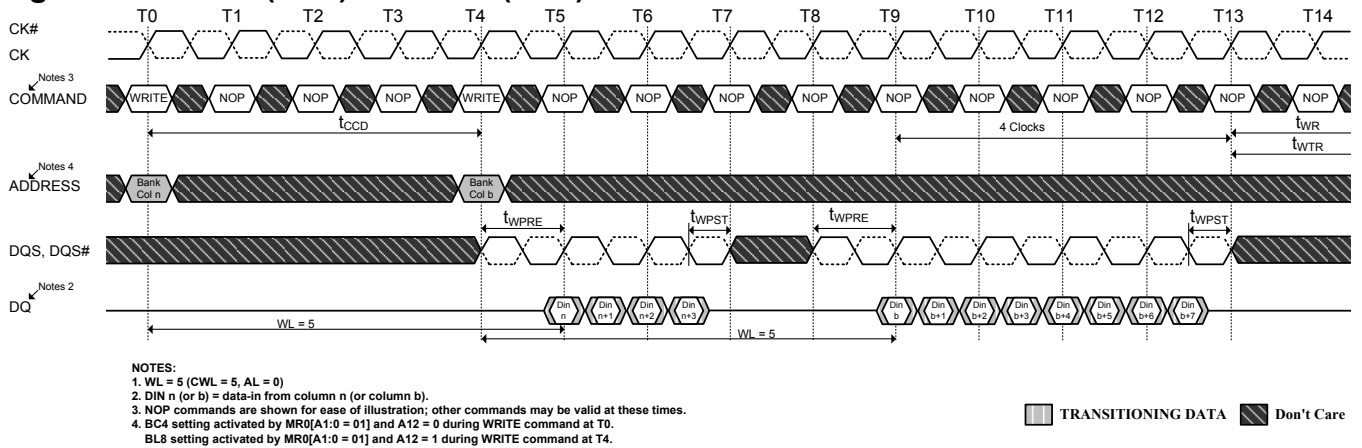 T0 T1 T2 T3 T4 T5 T6 T7 T8 T9 T10 T11 T12 T13 T14
CK#
CK
Notes 3
COMMAND
WRITE NOP NOP NOP WRITE NOP NOP NOP NOP NOP NOP NOP NOP NOP NOP
tCCD
4 Clocks
tWR
tWTR
Notes 4
ADDRESS
Bank Col n
Bank Col b
tWPRE
tWPST
tWPRE
tWPST
DQS, DQS#
Notes 2
DQ
Din n
Din n+1
Din n+2
Din n+3
Din b
Din b+1
Din b+2
Din b+3
Din b+4
Din b+5
Din b+6
Din b+7
WL = 5
WL = 5
NOTES:
1. WL = 5 (CWL = 5, AL = 0)
2. DIN n (or b) = data-in from column n (or column b).
3. NOP commands are shown for ease of illustration; other commands may be valid at these times.
4. BC4 setting activated by MR0[A1:0 = 01] and A12 = 0 during WRITE command at T0.
BL8 setting activated by MR0[A1:0 = 01] and A12 = 1 during WRITE command at T4.
TRANSITIONING DATA
Don't Care